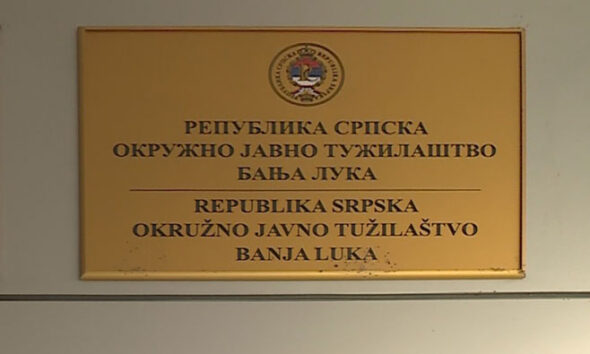 РЕПУБЛИКА СРПСКА
ОКРУЖНО ЈАВНО ТУЖИЛАШТВО
БАЊА ЛУКА
REPUBLIKA SRPSKA
OKRUŽNO JAVNO TUŽILAŠTVO
BANJA LUKA